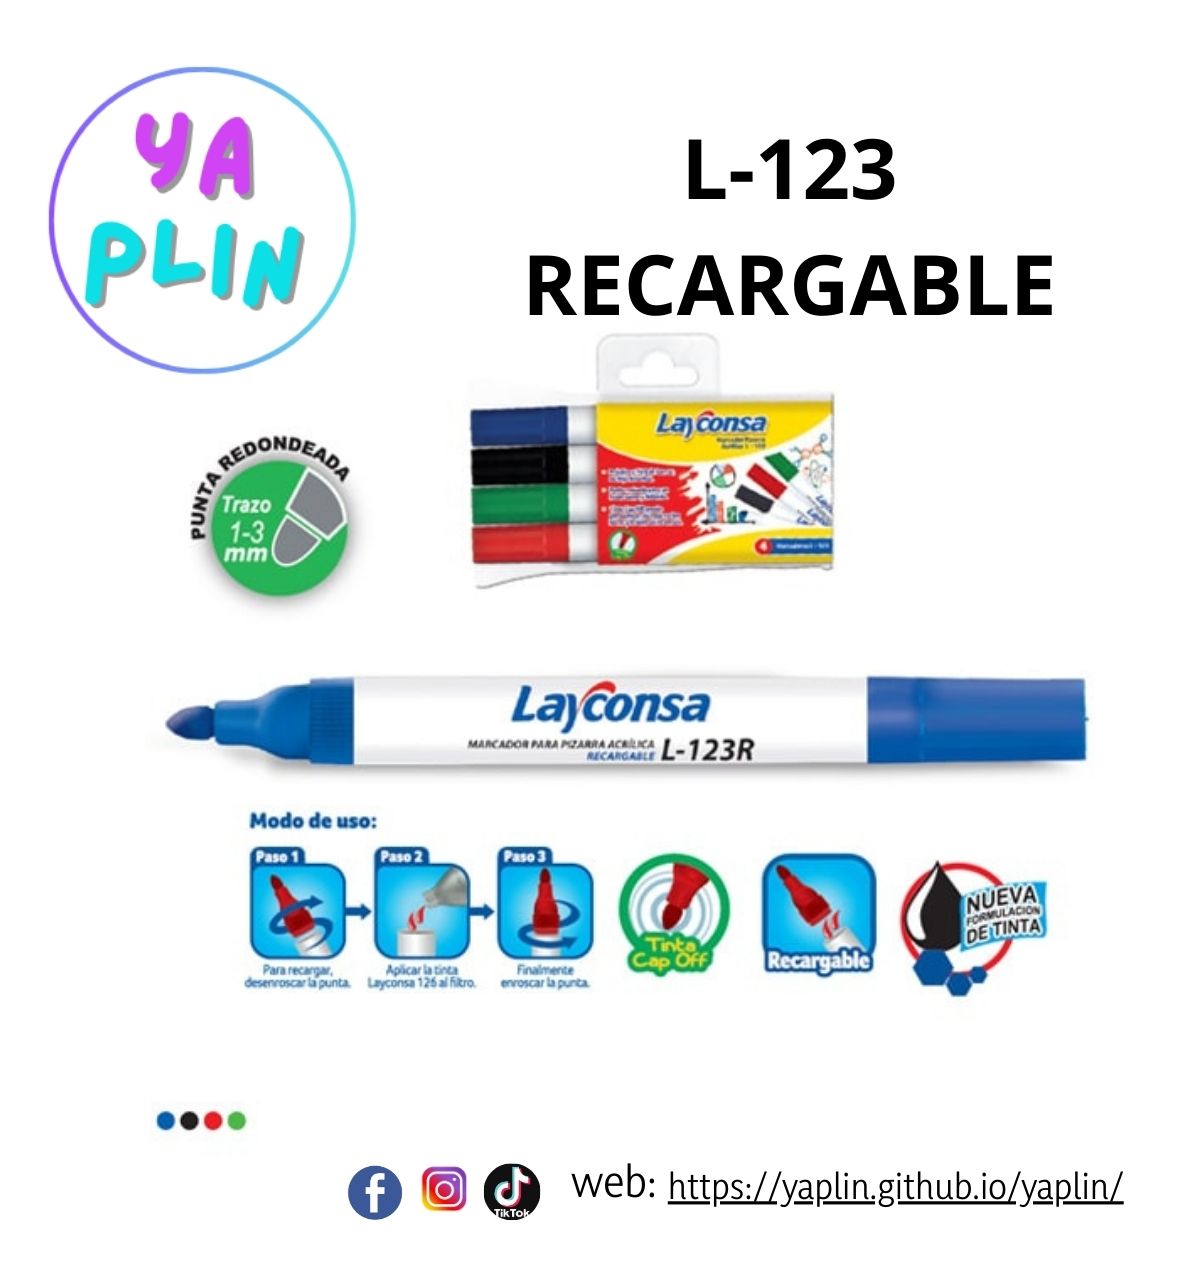 YA
PLIN
L-123
RECARGABLE
PUNTA REDONDEADA
Trazo
1-3
mm
Layconsa
4
Layconsa
MARCADOR PARA PIZARRA ACRÍLICA
RECARGABLE L-123R
Modo de uso:
Paso 1
Paso 2
Paso 3
Para recargar,
desenroscar la punta.
Aplicar la tinta
Layconsa 126 al filtro.
Finalmente
enroscar la punta.
Tinta
Cap Off
Recargable
NUEVA
FORMULACION
DE TINTA
TikTok
web: https://yaplin.github.io/yaplin/